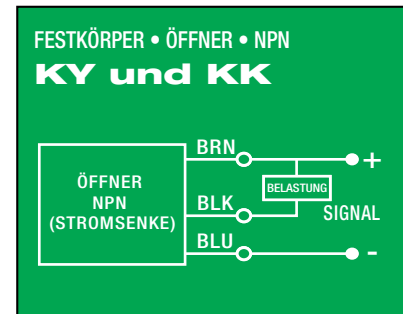 FESTKÖRPER • ÖFFNER • NPN
KY und KK
BRN
+
ÖFFNER
NPN
(STROMSENKE)
BELASTUNG
BLK
SIGNAL
BLU
-